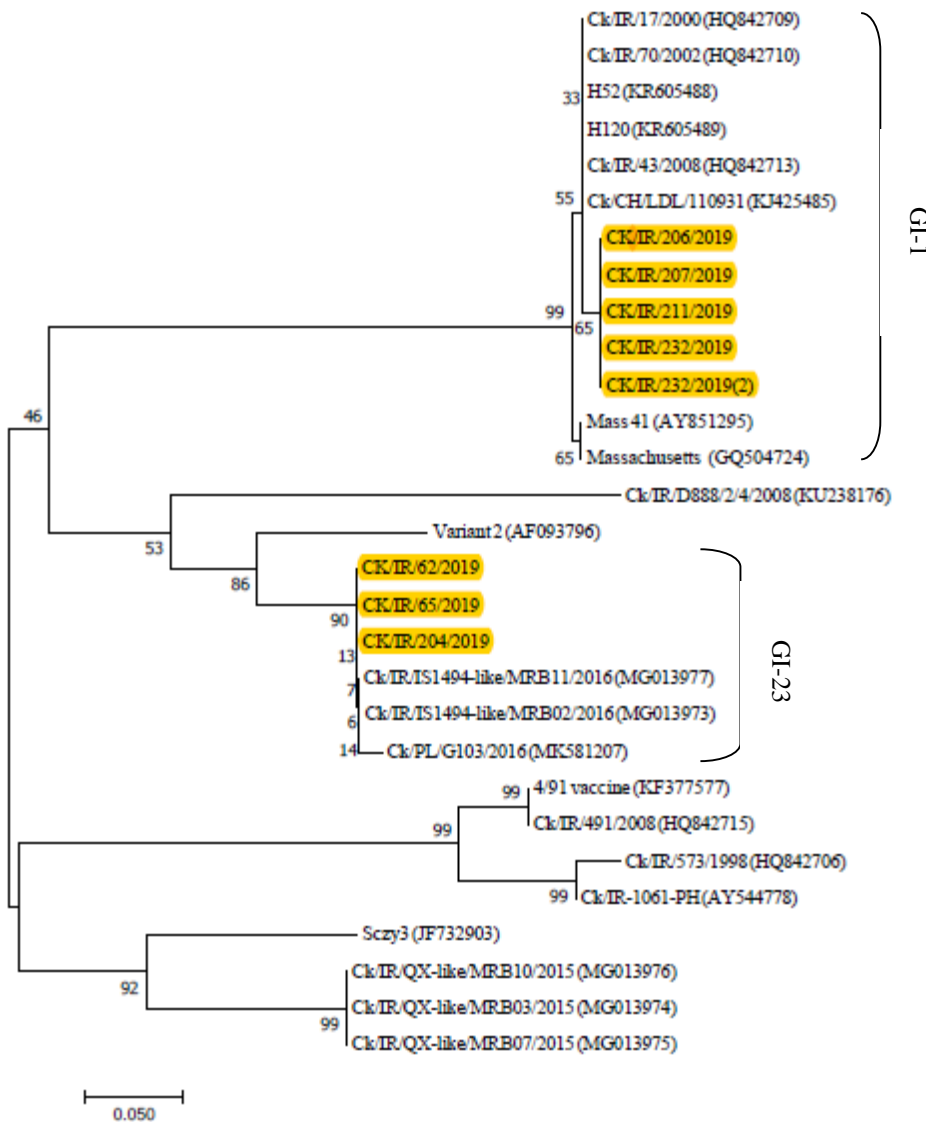 Ck/IR/17/2000 (HQ842709)
Ck/IR/70/2002 (HQ842710)
H52 (KR605488)
33
H120 (KR605489)
Ck/IR/43/2008 (HQ842713)
Ck/CH/LDL/110931 (KJ425485)
55
GI-1
CK/IR/206/2019
CK/IR/207/2019
CK/IR/211/2019
99
65
CK/IR/232/2019
CK/IR/232/2019(2)
46
Mass 41 (AY851295)
Massachusetts (GQ504724)
65
Ck/IR/D888/2/4/2008 (KU238176)
Variant 2 (AF093796)
53
CK/IR/62/2019
86
CK/IR/65/2019
90
CK/IR/204/2019
13
GI-23
Ck/IR/IS1494-like/MRB11/2016 (MG013977)
7
Ck/IR/IS1494-like/MRB02/2016 (MG013973)
6
14
Ck/PL/G103/2016 (MK581207)
4/91 vaccine (KF377577)
99
Ck/IR/491/2008 (HQ842715)
99
Ck/IR/573/1998 (HQ842706)
99
Ck/IR-1061-PH (AY544778)
Sczy3 (JF732903)
Ck/IR/QX-like/MRB10/2015 (MG013976)
92
Ck/IR/QX-like/MRB03/2015 (MG013974)
99
Ck/IR/QX-like/MRB07/2015 (MG013975)
0.050